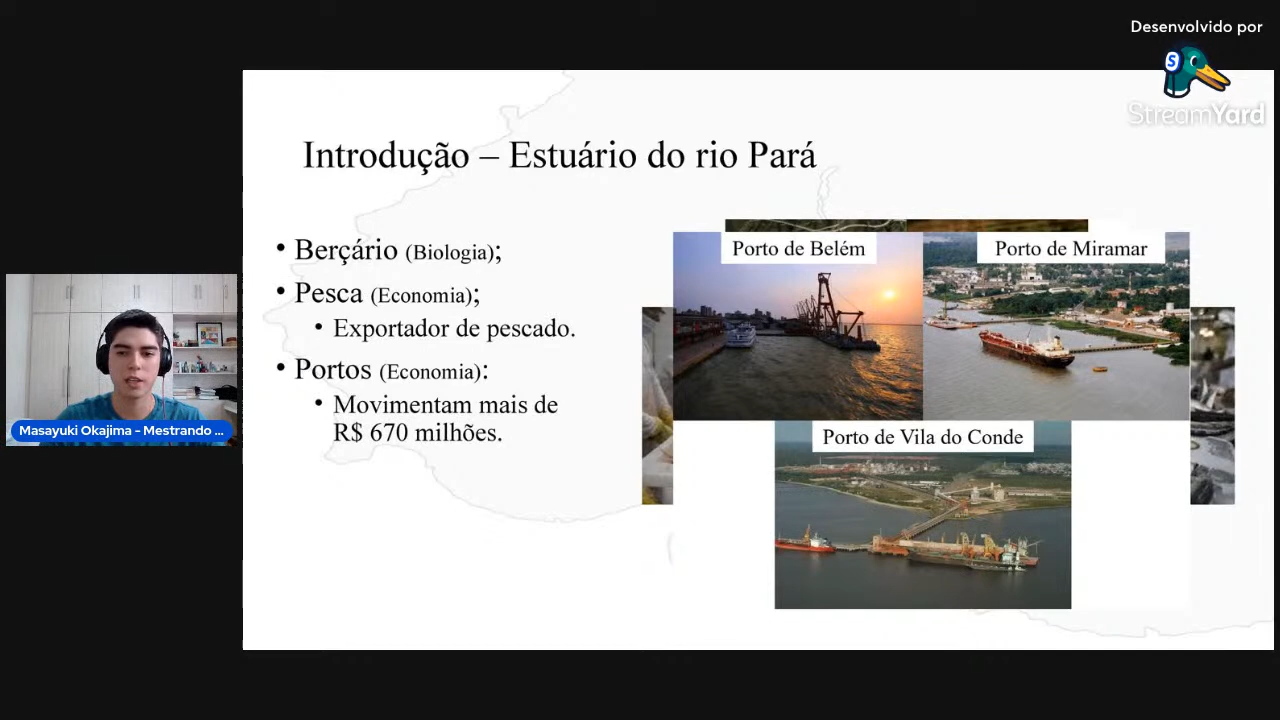 Desenvolvido por
S
StreamYard
Introdução – Estuário do rio Pará
• Berçário (Biologia);
• Pesca (Economia);
• Exportador de pescado.
• Portos (Economia):
• Movimentam mais de
R$ 670 milhões.
Porto de Belém
Porto de Miramar
Porto de Vila do Conde
Masayuki Okajima - Mestrando ...